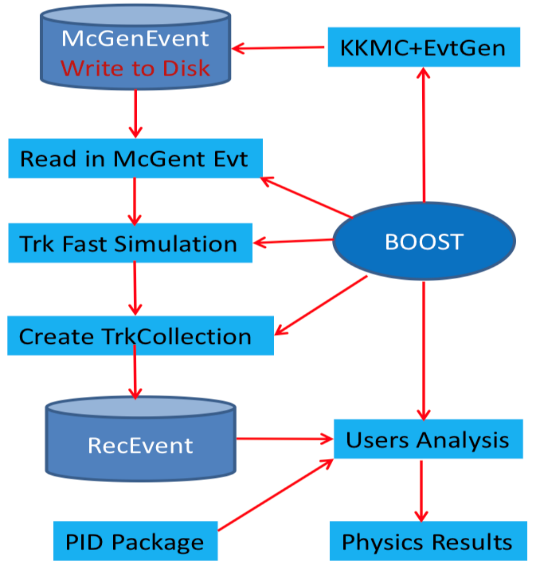 McGenEvent
Write to Disk
KKMC+EvtGen
Read in McGent Evt
Trk Fast Simulation
BOOST
Create TrkCollection
RecEvent
Users Analysis
PID Package
Physics Results